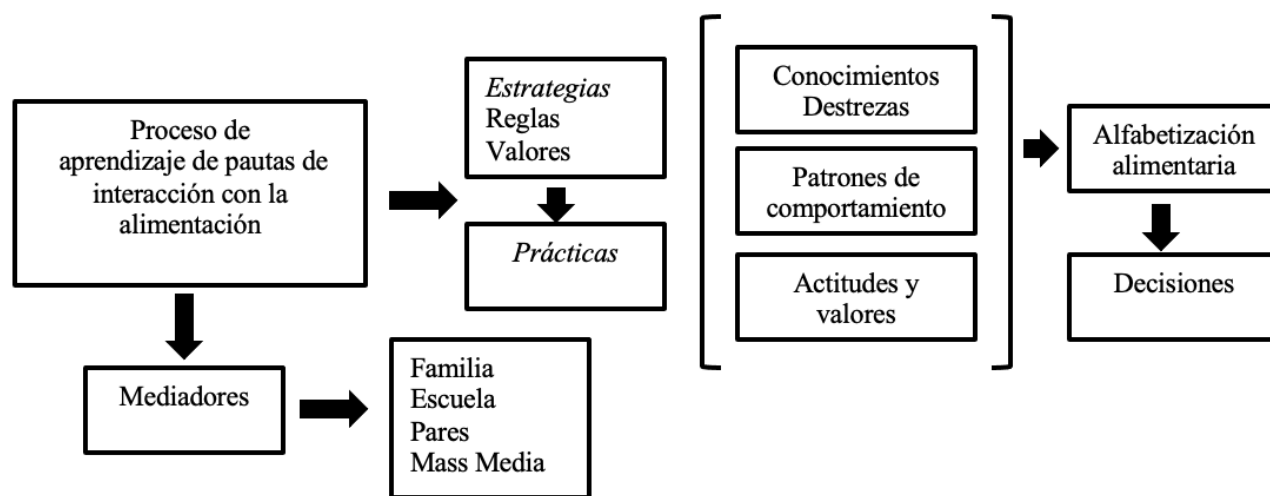 Proceso de
aprendizaje de pautas de
interacción con la
alimentación
Estrategias
Reglas
Valores
Prácticas
Mediadores
Familia
Escuela
Pares
Mass Media
Conocimientos
Destrezas
Patrones de
comportamiento
Actitudes y
valores
Alfabetización
alimentaria
Decisiones